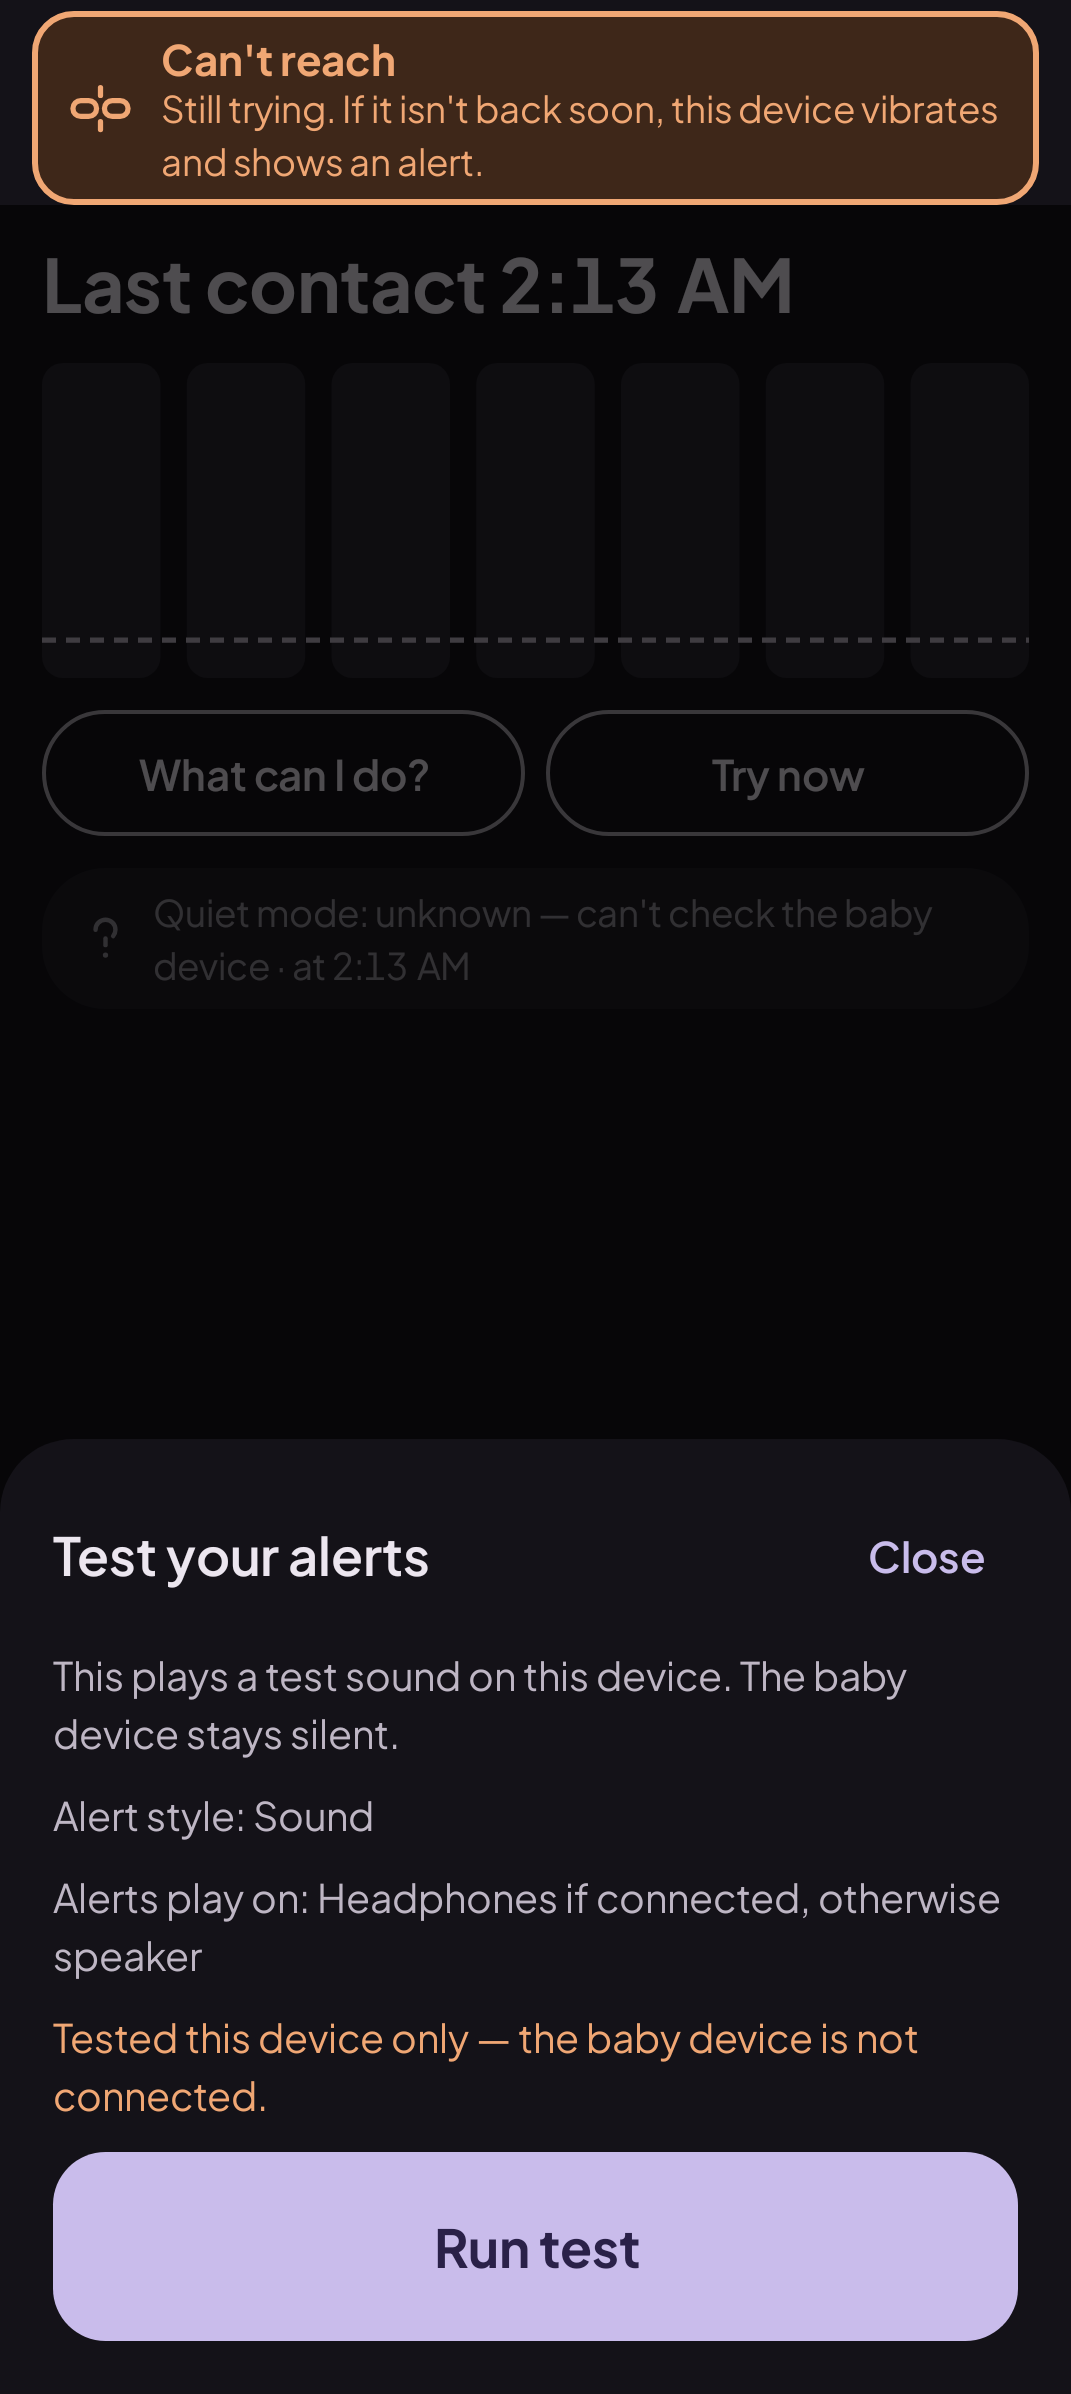 Can't reach
Still trying. If it isn't back soon, this device vibrates
and shows an alert.
Last contact 2:13 AM
What can I do?
Try now
Quiet mode: unknown — can't check the baby
device · at 2:13 AM
Test your alerts
Close
This plays a test sound on this device. The baby
device stays silent.
Alert style: Sound
Alerts play on: Headphones if connected, otherwise
speaker
Tested this device only — the baby device is not
connected.
Run test